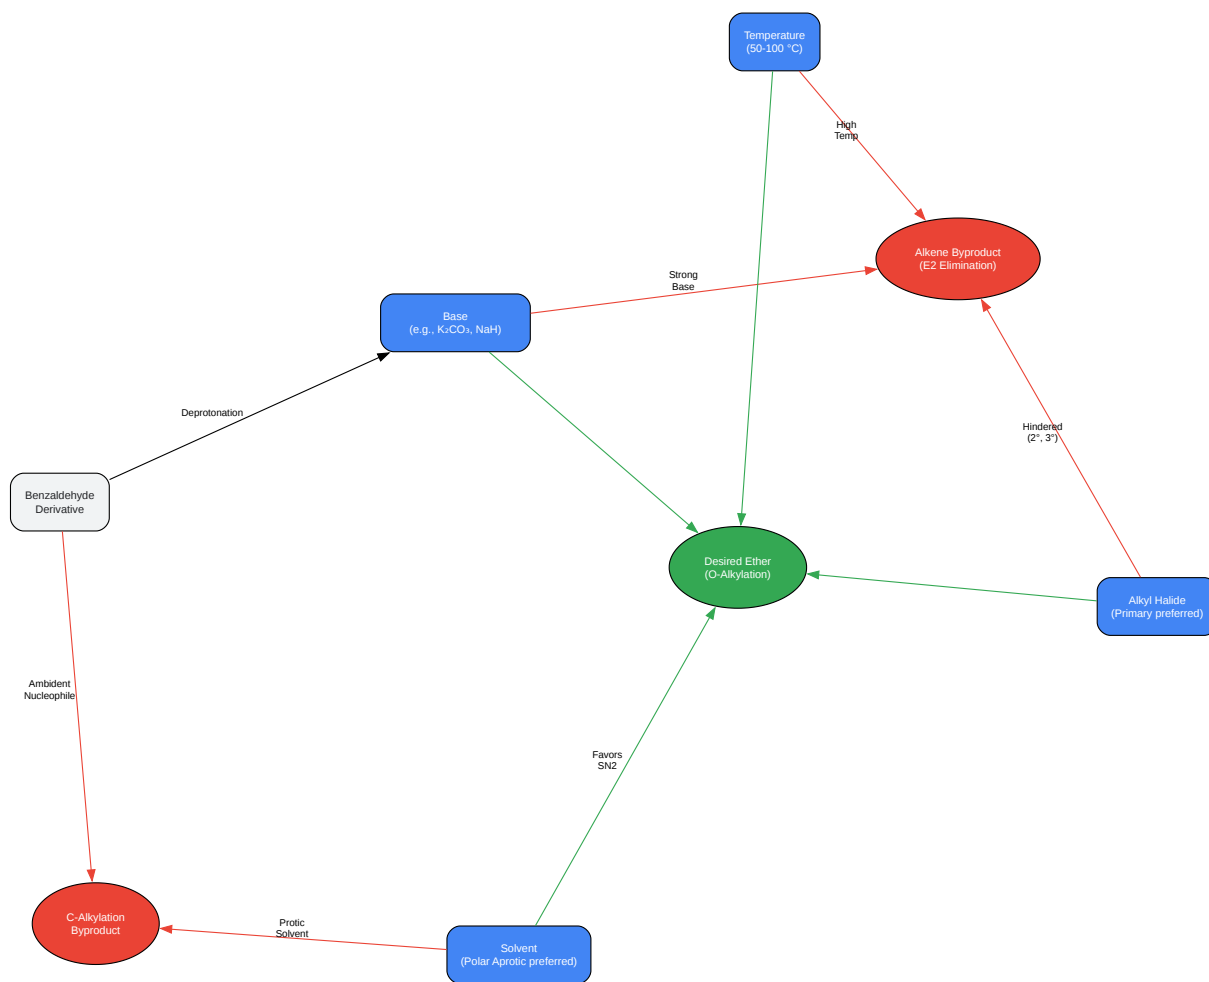 Temperature
(50-100 °C)
High
Temp
Alkene Byproduct
(E2 Elimination)
Strong
Base
Base
(e.g., K₂CO₃, NaH)
Deprotonation
Hindered
(2°, 3°)
Benzaldehyde
Derivative
Desired Ether
(O-Alkylation)
Alkyl Halide
(Primary preferred)
Ambident
Nucleophile
Favors
SN2
C-Alkylation
Byproduct
Protic
Solvent
Solvent
(Polar Aprotic preferred)